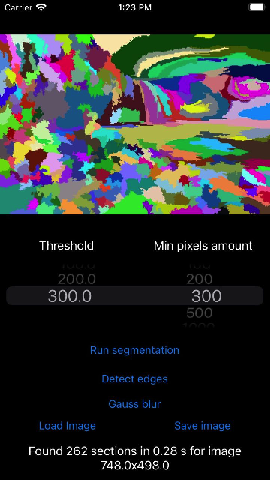 Carrier 1:23 PM
Threshold Min pixels amount
200.0 200
300.0 300
500
1000
Run segmentation
Detect edges
Gauss blur
Load Image Save image
Found 262 sections in 0.28 s for image
748.0x498.0